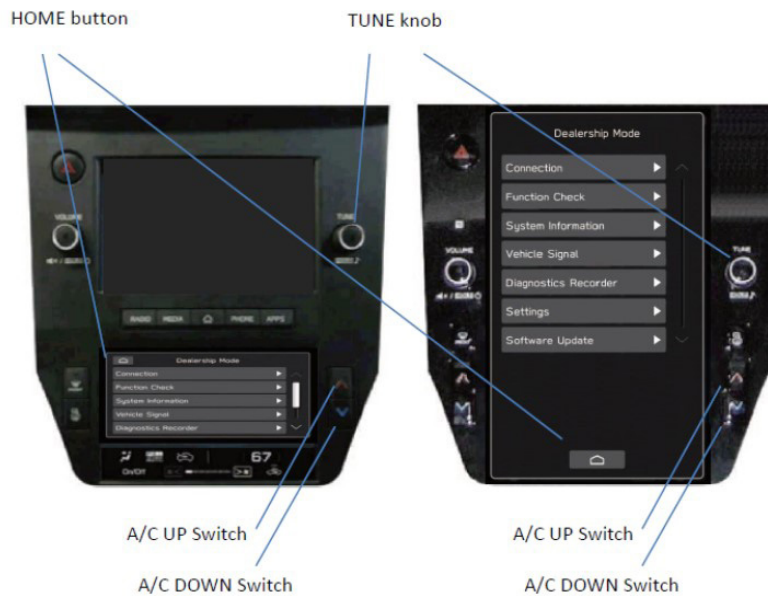 HOME button
TUNE knob
VOLUME
TUNE
RADIO
MEDIA
PHONE
APPS
Dealership Mode
Connection
Function Check
System Information
Vehicle Signal
Diagnostics Recorder
67
On/Off
Dealership Mode
Connection
Function Check
System Information
Vehicle Signal
Diagnostics Recorder
Settings
Software Update
VOLUME
TUNE
A/C UP Switch
A/C DOWN Switch
A/C UP Switch
A/C DOWN Switch